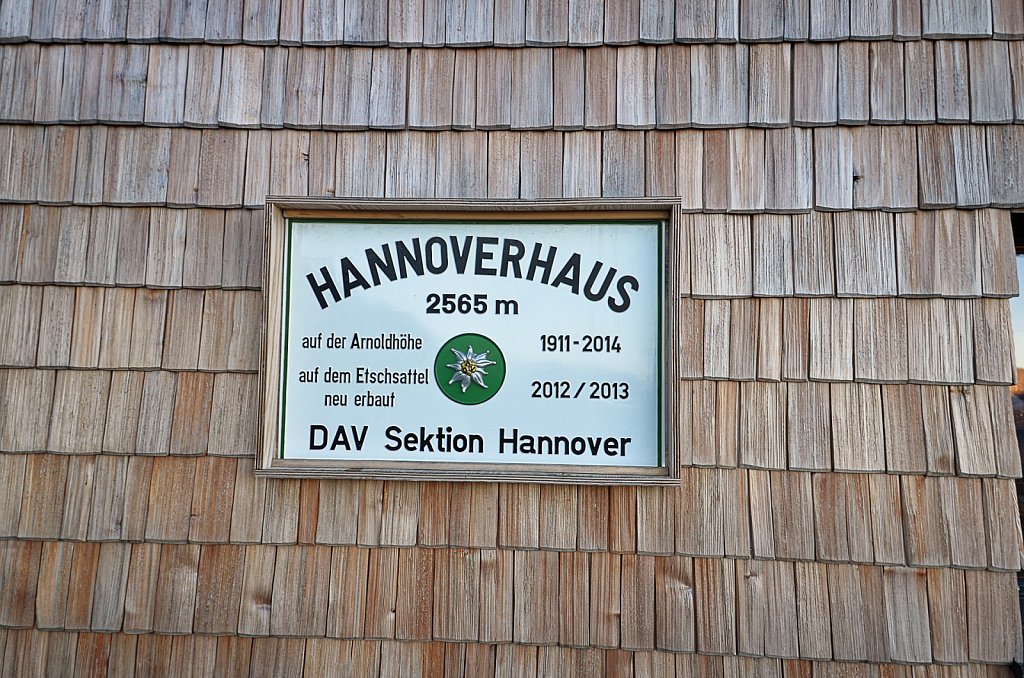 HANNOVERHAUS
2565 m
auf der Arnoldhöhe 1911-2014
auf dem Etschsattel
neu erbaut 2012/2013
DAV Sektion Hannover